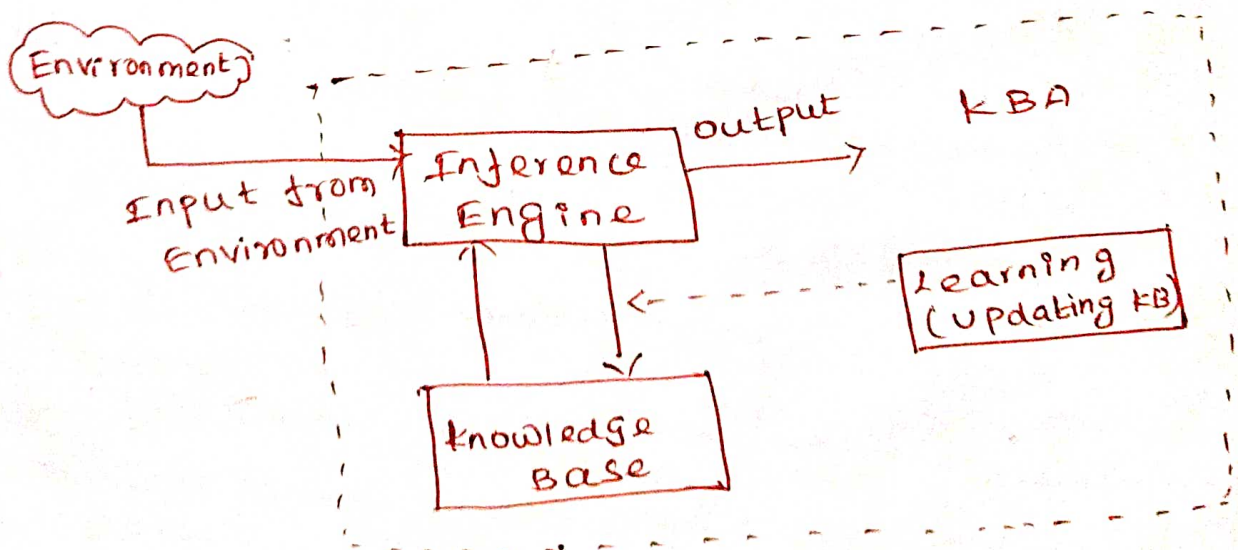 Environment
output
KBA
Inference
Engine
Input from
Environment
Learning
(Updating KB)
Knowledge
Base